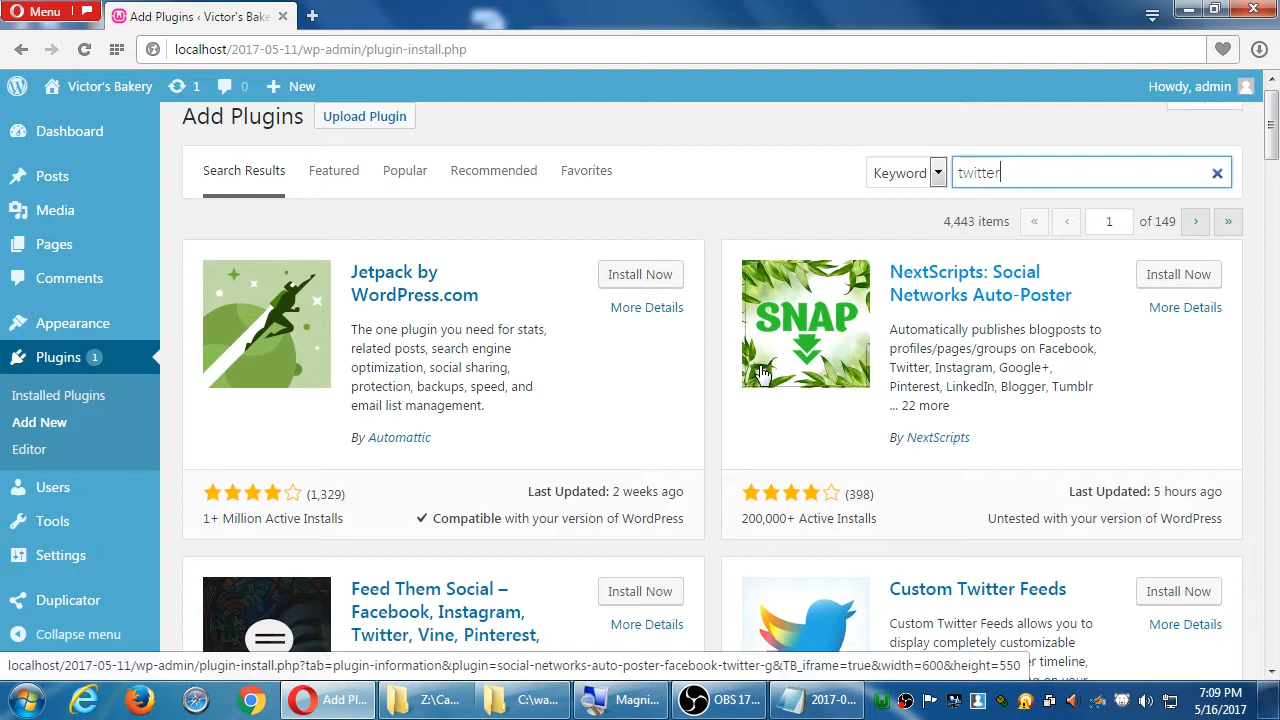 Menu
Add Plugins ‹ Victor's Bake
localhost/2017-05-11/wp-admin/plugin-install.php
Victor's Bakery
1
0
New
Howdy, admin
Dashboard
Posts
Media
Pages
Comments
Appearance
Plugins 1
Installed Plugins
Add New
Editor
Users
Tools
Settings
Duplicator
Collapse menu
Add Plugins
Upload Plugin
Search Results
Featured
Popular
Recommended
Favorites
Keyword
twitter
4,443 items « ‹ 1 of 149 › »
Jetpack by
WordPress.com
Install Now
More Details
The one plugin you need for stats,
related posts, search engine
optimization, social sharing,
protection, backups, speed, and
email list management.
By Automattic
(1,329)
Last Updated: 2 weeks ago
1+ Million Active Installs
Compatible with your version of WordPress
SNAP
NextScripts: Social
Networks Auto-Poster
Install Now
More Details
Automatically publishes blogposts to
profiles/pages/groups on Facebook,
Twitter, Instagram, Google+,
Pinterest, LinkedIn, Blogger, Tumblr
... 22 more
By NextScripts
(398)
Last Updated: 5 hours ago
200,000+ Active Installs
Untested with your version of WordPress
Feed Them Social –
Facebook, Instagram,
Twitter, Vine, Pinterest,
Install Now
More Details
Custom Twitter Feeds
Install Now
More Details
Custom Twitter Feeds allows you to
display completely customizable
timeline,
localhost/2017-05-11/wp-admin/plugin-install.php?tab=plugin-information&plugin=social-networks-auto-poster-facebook-twitter-g&TB_iframe=true&width=600&height=550
Add Pl...
Z:\Ca...
C:\wa...
Magni...
OBS 17...
2017-0...
7:09 PM
5/16/2017